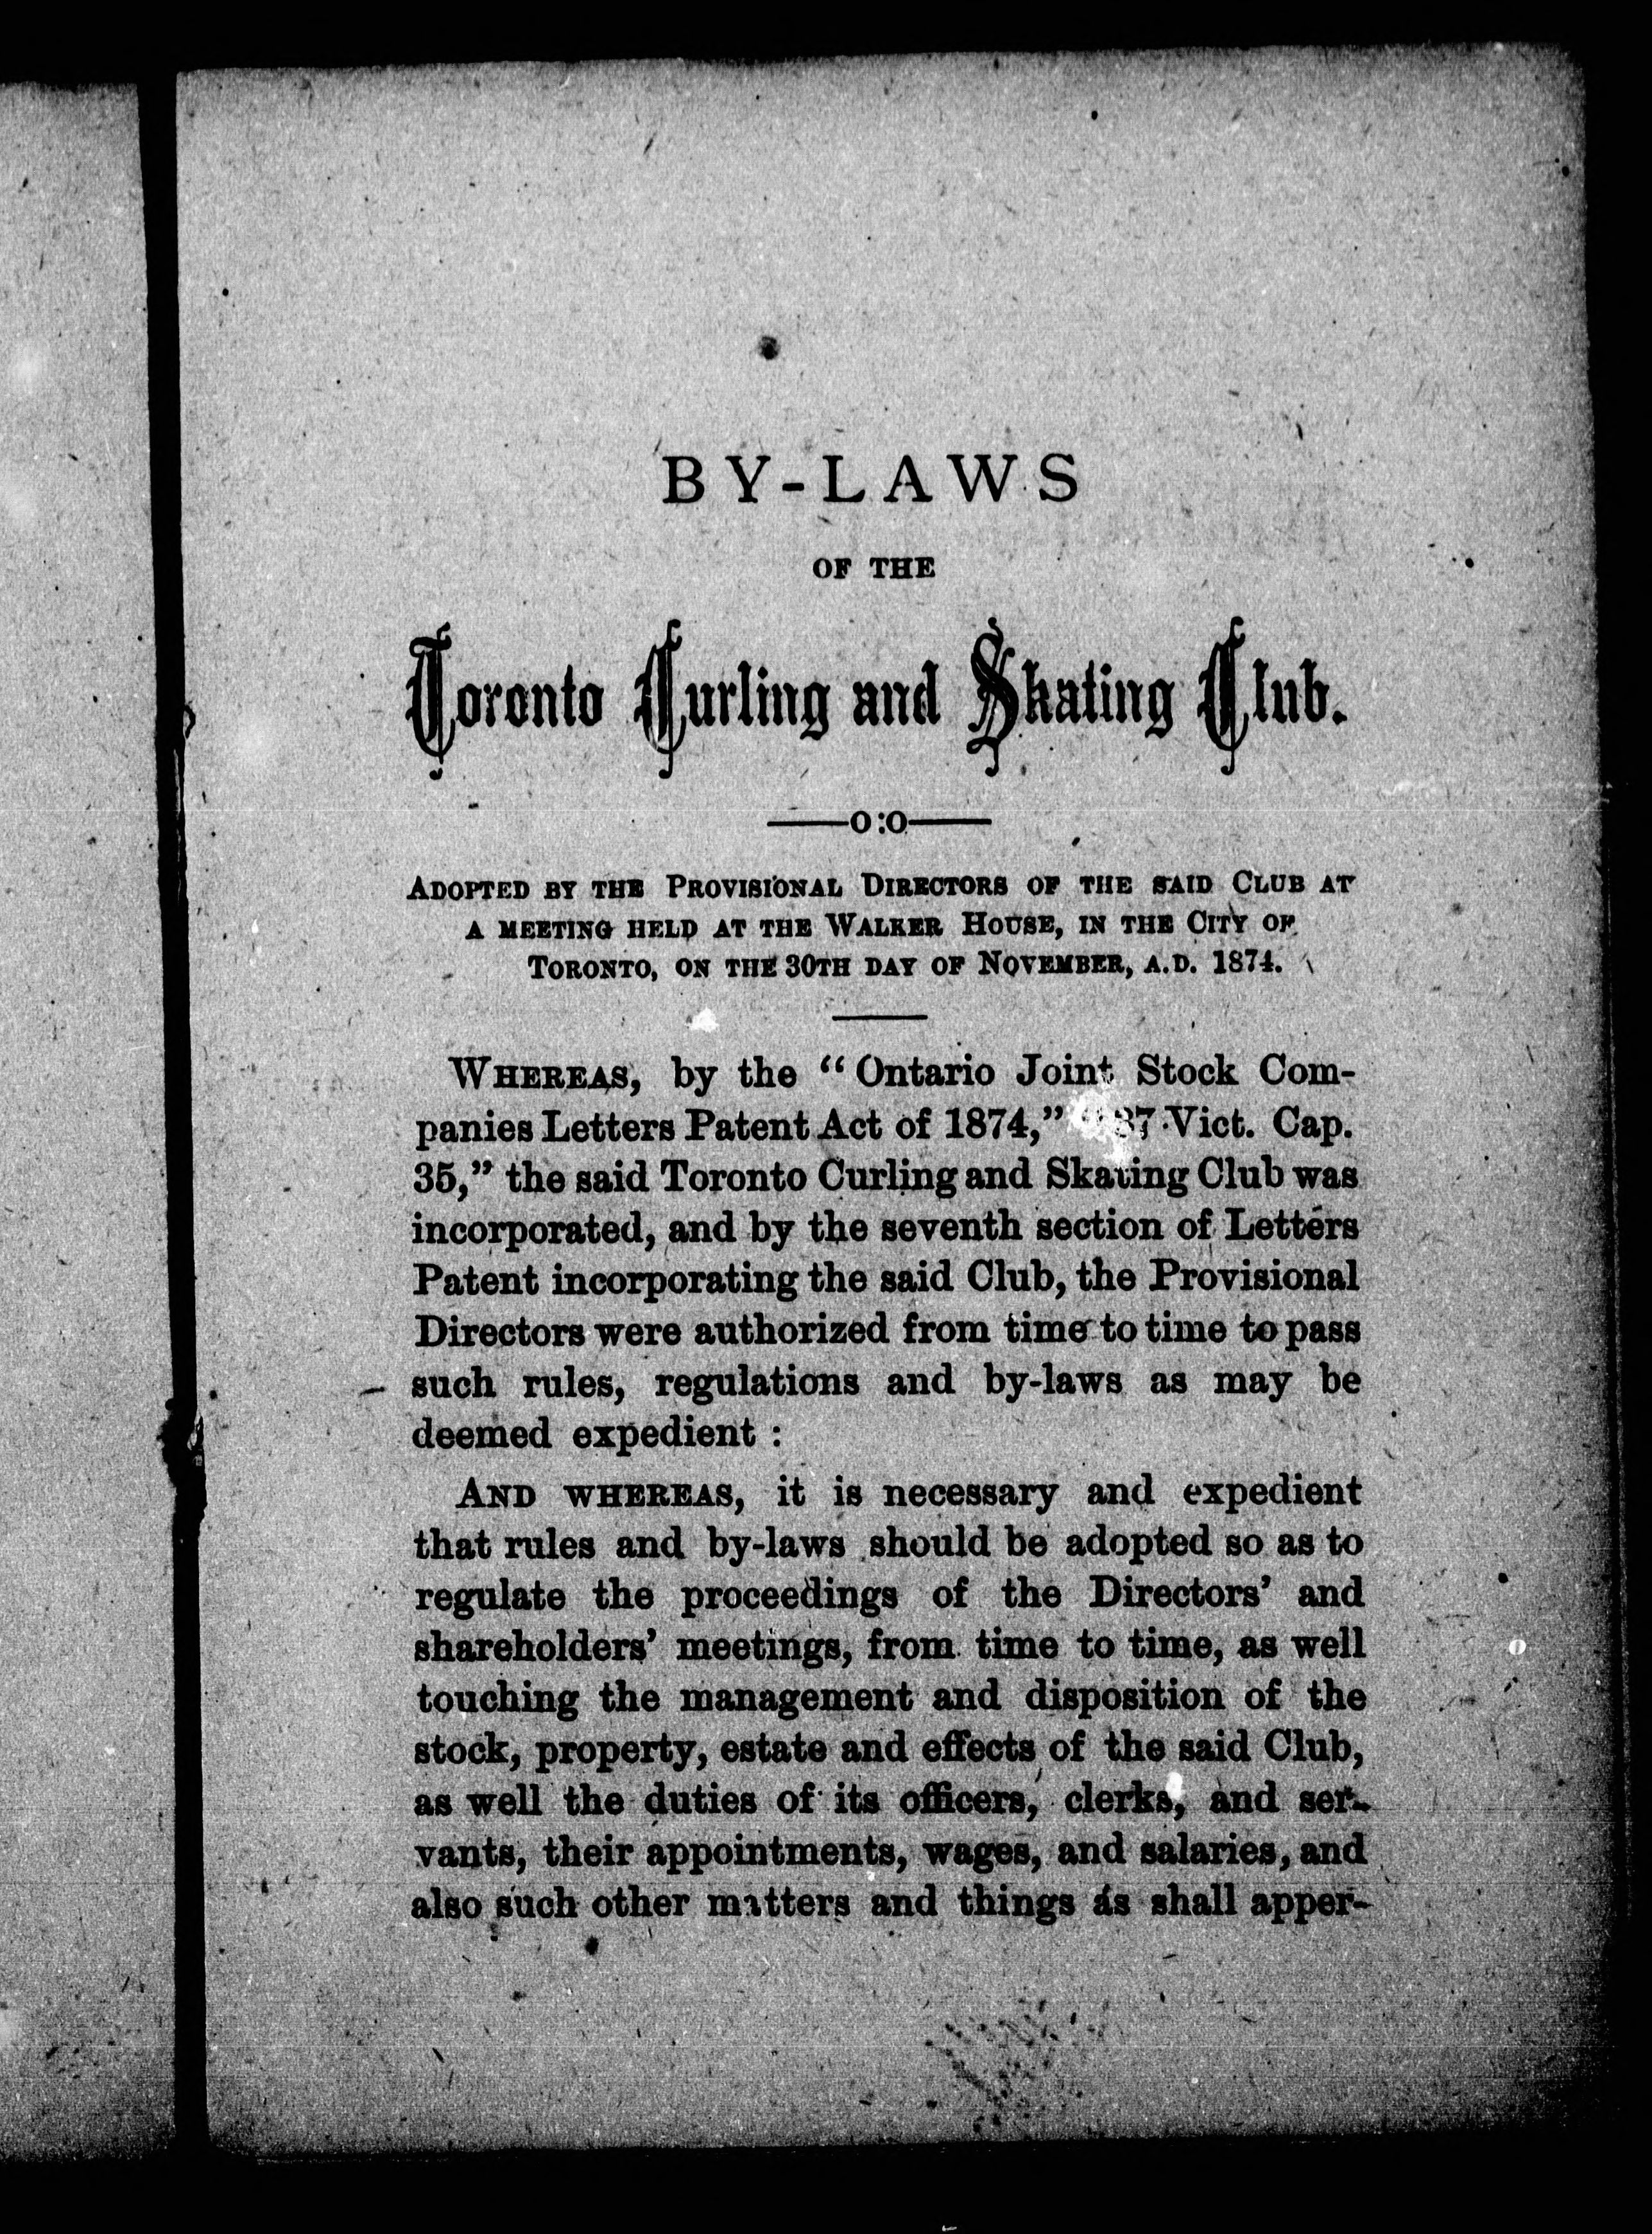 BY-LAWS
OF THE
Toronto Curling and Skating Club.
——o:o——
ADOPTED BY THE PROVISIONAL DIRECTORS OF THE SAID CLUB AT
A MEETING HELD AT THE WALKER HOUSE, IN THE CITY OF
TORONTO, ON THE 30TH DAY OF NOVEMBER, A.D. 1874.
WHEREAS, by the “Ontario Joint Stock Com-
panies Letters Patent Act of 1874,” “37 Vict. Cap.
35,” the said Toronto Curling and Skating Club was
incorporated, and by the seventh section of Letters
Patent incorporating the said Club, the Provisional
Directors were authorized from time to time to pass
such rules, regulations and by-laws as may be
deemed expedient :
AND WHEREAS, it is necessary and expedient
that rules and by-laws should be adopted so as to
regulate the proceedings of the Directors’ and
shareholders’ meetings, from time to time, as well
touching the management and disposition of the
stock, property, estate and effects of the said Club,
as well the duties of its officers, clerks, and ser-
vants, their appointments, wages, and salaries, and
also such other matters and things as shall apper-